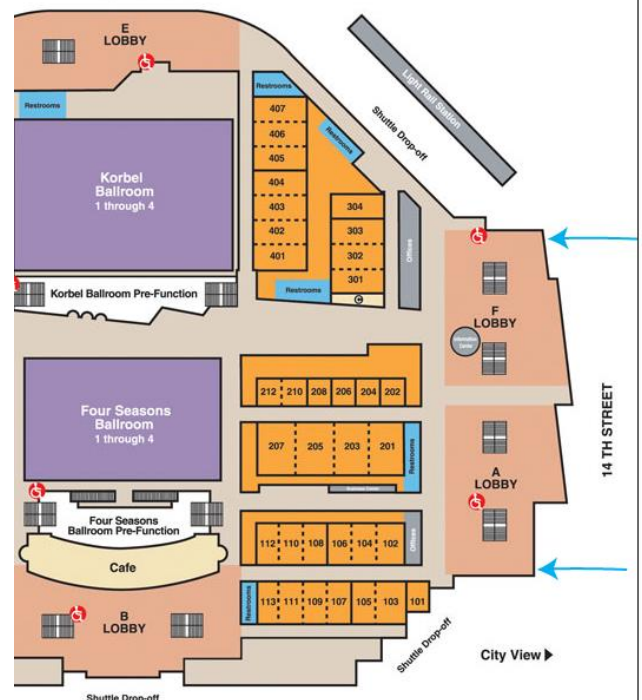 E
LOBBY
Restrooms
Korbel
Ballroom
1 through 4
Korbel Ballroom Pre-Function
Restrooms
407
406
405
404
403
402
401
Restrooms
304
303
302
301
Restrooms
Offices
Light Rail Station
Shuttle Drop-off
F
LOBBY
Information
Center
14 TH STREET
A
LOBBY
Four Seasons
Ballroom
1 through 4
212 210 208 206 204 202
207 205 203 201
Restrooms
Business Center
Four Seasons
Ballroom Pre-Function
Cafe
112 110 108 106 104 102
Offices
Restrooms
113 111 109 107 105 103 101
B
LOBBY
Shuttle Drop-off
City View
Shuttle Drop-off